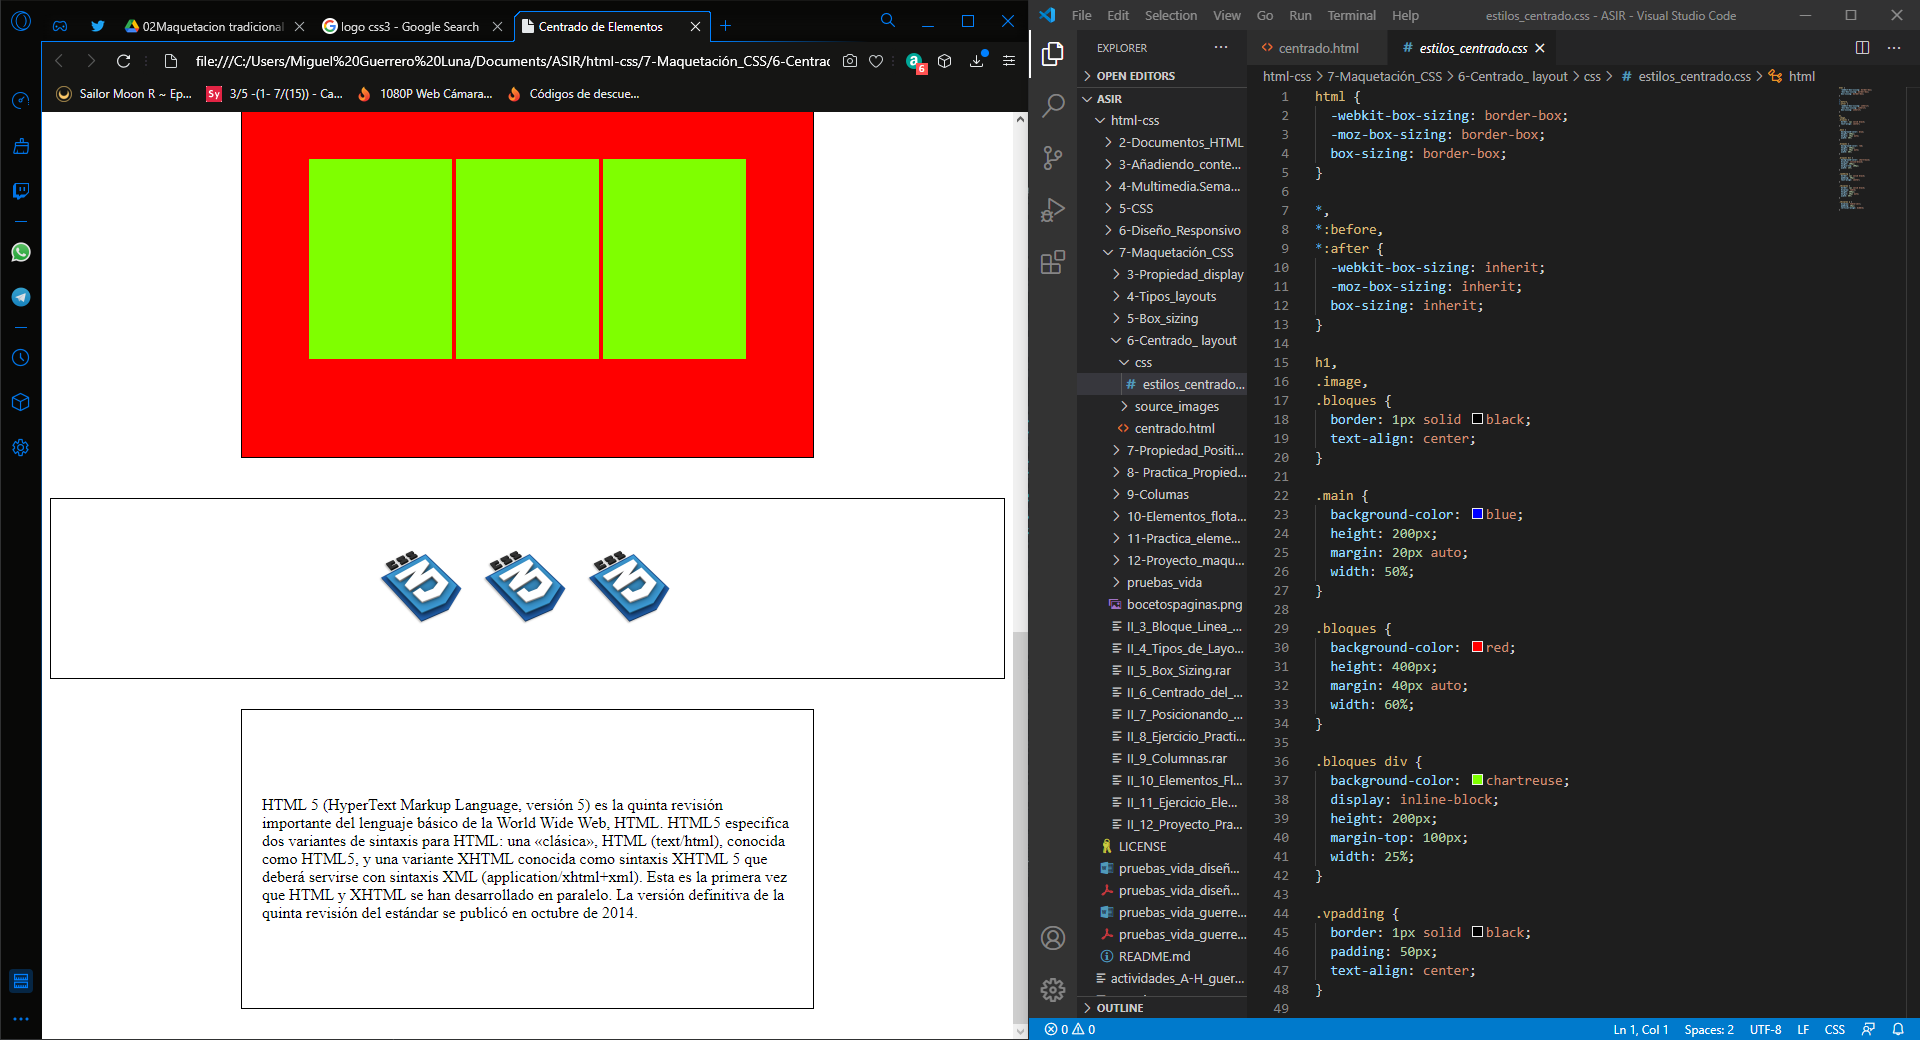 02Maquetacion tradicional
logo css3 - Google Search
Centrado de Elementos
file:///C:/Users/Miguel%20Guerrero%20Luna/Documents/ASIR/html-css/7-Maquetación_CSS/6-Centrac
6
Sailor Moon R ~ Ep...
Sy
3/5 -(1- 7/(15)) - Ca...
1080P Web Cámara...
Códigos de descue...
HTML 5 (HyperText Markup Language, versión 5) es la quinta revisión
importante del lenguaje básico de la World Wide Web, HTML. HTML5 especifica
dos variantes de sintaxis para HTML: una «clásica», HTML (text/html), conocida
como HTML5, y una variante XHTML conocida como sintaxis XHTML 5 que
deberá servirse con sintaxis XML (application/xhtml+xml). Esta es la primera vez
que HTML y XHTML se han desarrollado en paralelo. La versión definitiva de la
quinta revisión del estándar se publicó en octubre de 2014.
File Edit Selection View Go Run Terminal Help
estilos_centrado.css - ASIR - Visual Studio Code
EXPLORER
OPEN EDITORS
ASIR
html-css
2-Documentos_HTML
3-Añadiendo_conte...
4-Multimedia.Sema...
5-CSS
6-Diseño_Responsivo
7-Maquetación_CSS
3-Propiedad_display
4-Tipos_layouts
5-Box_sizing
6-Centrado_ layout
css
# estilos_centrado...
source_images
centrado.html
7-Propiedad_Positi...
8- Practica_Propied...
9-Columas
10-Elementos_flota...
11-Practica_eleme...
12-Proyecto_maqu...
pruebas_vida
bocetospaginas.png
II_3_Bloque_Linea_...
II_4_Tipos_de_Layo...
II_5_Box_Sizing.rar
II_6_Centrado_del_...
II_7_Posicionando_...
II_8_Ejercicio_Practi...
II_9_Columnas.rar
II_10_Elementos_Fl...
II_11_Ejercicio_Ele...
II_12_Proyecto_Pra...
LICENSE
pruebas_vida_diseñ...
pruebas_vida_diseñ...
pruebas_vida_guerre...
pruebas_vida_guerre...
README.md
actividades_A-H_guer...
OUTLINE
centrado.html
# estilos_centrado.css
html-css > 7-Maquetación_CSS > 6-Centrado_ layout > css > # estilos_centrado.css > html
1 html {
2 -webkit-box-sizing: border-box;
3 -moz-box-sizing: border-box;
4 box-sizing: border-box;
5 }
6
7 *,
8 *:before,
9 *:after {
10 -webkit-box-sizing: inherit;
11 -moz-box-sizing: inherit;
12 box-sizing: inherit;
13 }
14
15 h1,
16 .image,
17 .bloques {
18 border: 1px solid black;
19 text-align: center;
20 }
21
22 .main {
23 background-color: blue;
24 height: 200px;
25 margin: 20px auto;
26 width: 50%;
27 }
28
29 .bloques {
30 background-color: red;
31 height: 400px;
32 margin: 40px auto;
33 width: 60%;
34 }
35
36 .bloques div {
37 background-color: chartreuse;
38 display: inline-block;
39 height: 200px;
40 margin-top: 100px;
41 width: 25%;
42 }
43
44 .vpadding {
45 border: 1px solid black;
46 padding: 50px;
47 text-align: center;
48 }
49
0 0
Ln 1, Col 1 Spaces: 2 UTF-8 LF CSS